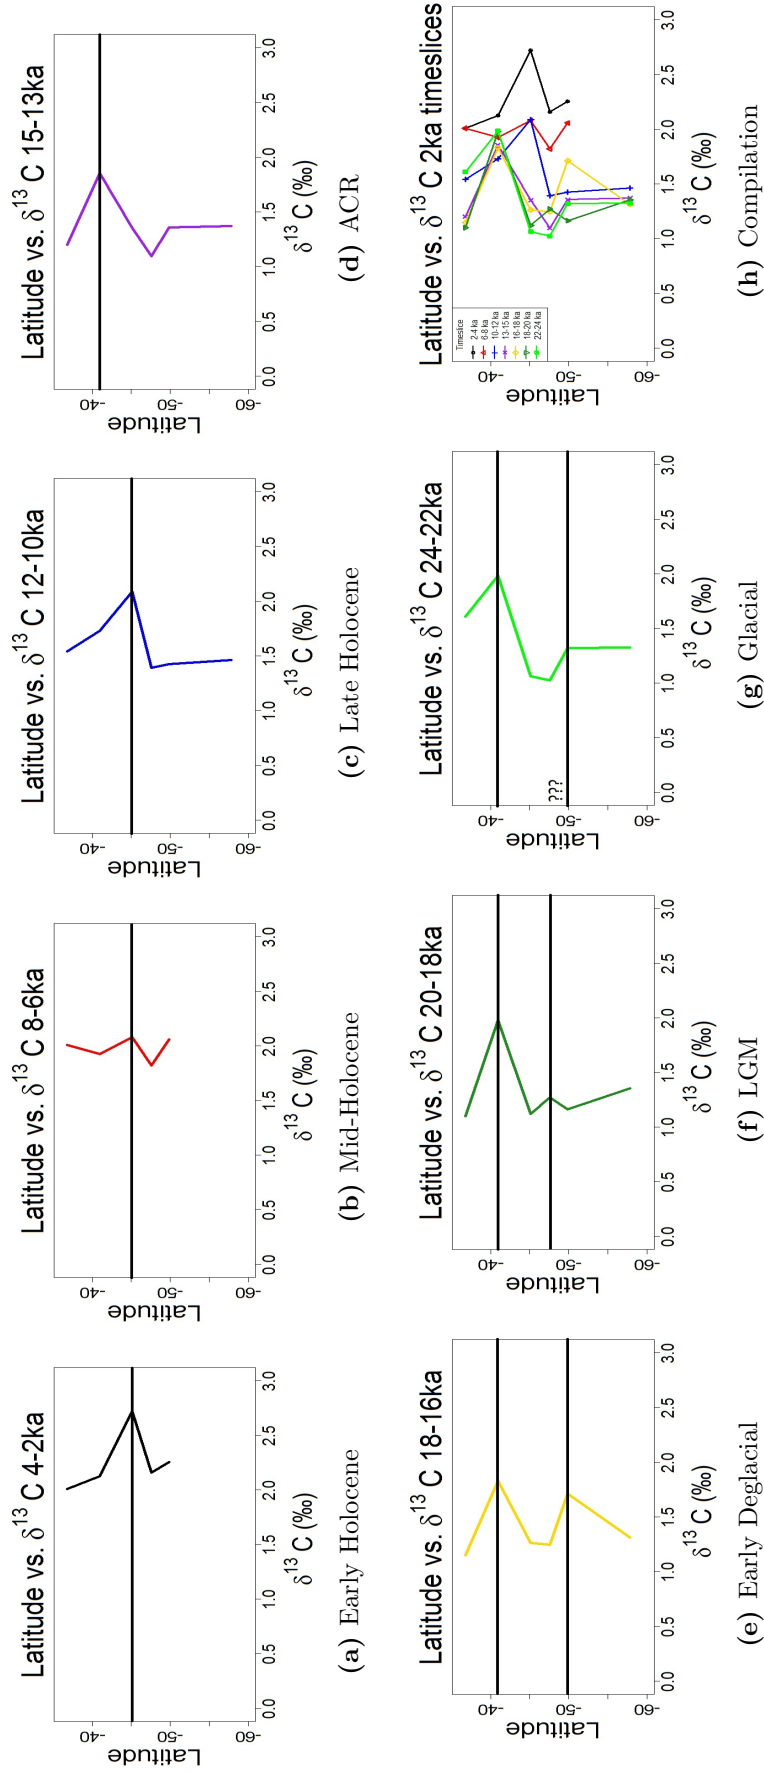 Latitude vs. δ¹³ C 4-2ka
Latitude
-40
-50
-60
0.0 0.5 1.0 1.5 2.0 2.5 3.0
δ¹³ C (‰)
(a) Early Holocene
Latitude vs. δ¹³ C 8-6ka
Latitude
-40
-50
-60
0.0 0.5 1.0 1.5 2.0 2.5 3.0
δ¹³ C (‰)
(b) Mid-Holocene
Latitude vs. δ¹³ C 12-10ka
Latitude
-40
-50
-60
0.0 0.5 1.0 1.5 2.0 2.5 3.0
δ¹³ C (‰)
(c) Late Holocene
Latitude vs. δ¹³ C 15-13ka
Latitude
-40
-50
-60
0.0 0.5 1.0 1.5 2.0 2.5 3.0
δ¹³ C (‰)
(d) ACR
Latitude vs. δ¹³ C 18-16ka
Latitude
-40
-50
-60
0.0 0.5 1.0 1.5 2.0 2.5 3.0
δ¹³ C (‰)
(e) Early Deglacial
Latitude vs. δ¹³ C 20-18ka
Latitude
-40
-50
-60
0.0 0.5 1.0 1.5 2.0 2.5 3.0
δ¹³ C (‰)
(f) LGM
Latitude vs. δ¹³ C 24-22ka
Latitude
-40
-50
-60
???
0.0 0.5 1.0 1.5 2.0 2.5 3.0
δ¹³ C (‰)
(g) Glacial
Latitude vs. δ¹³ C 2ka timeslices
Latitude
-40
-50
-60
Timeslice
2-4 ka
6-8 ka
10-12 ka
13-15 ka
16-18 ka
18-20 ka
22-24 ka
0.0 0.5 1.0 1.5 2.0 2.5 3.0
δ¹³ C (‰)
(h) Compilation